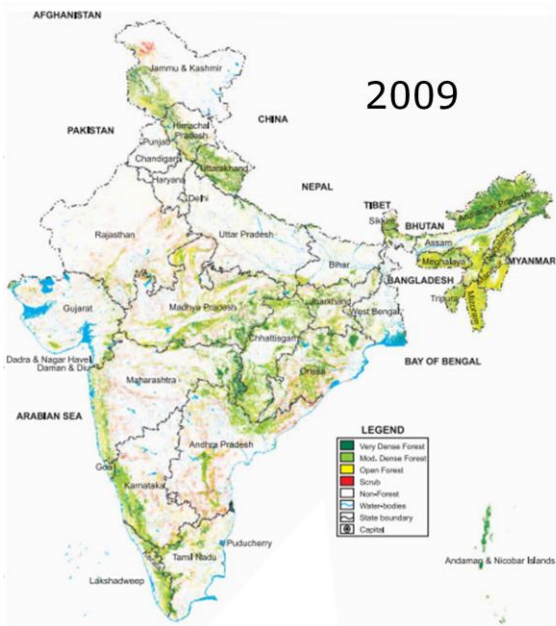 AFGHANISTAN
Jammu & Kashmir
2009
CHINA
PAKISTAN
Himachal
Pradesh
Punjab
Chandigarh
Uttarakhand
Haryana
Delhi
NEPAL
TIBET
Sikkim
BHUTAN
Arunachal Pradesh
Rajasthan
Uttar Pradesh
Assam
Bihar
Meghalaya
MYANMAR
BANGLADESH
Tripura
Mizoram
Gujarat
Madhya Pradesh
Jharkhand
West Bengal
Chhattisgarh
Dadra & Nagar Haveli
Daman & Diu
BAY OF BENGAL
Maharashtra
Orissa
ARABIAN SEA
Andhra Pradesh
Goa
Karnataka
LEGEND
Very Dense Forest
Mod. Dense Forest
Open Forest
Scrub
Non-Forest
Water-bodies
State boundary
Capital
Puducherry
Tamil Nadu
Andaman & Nicobar Islands
Lakshadweep